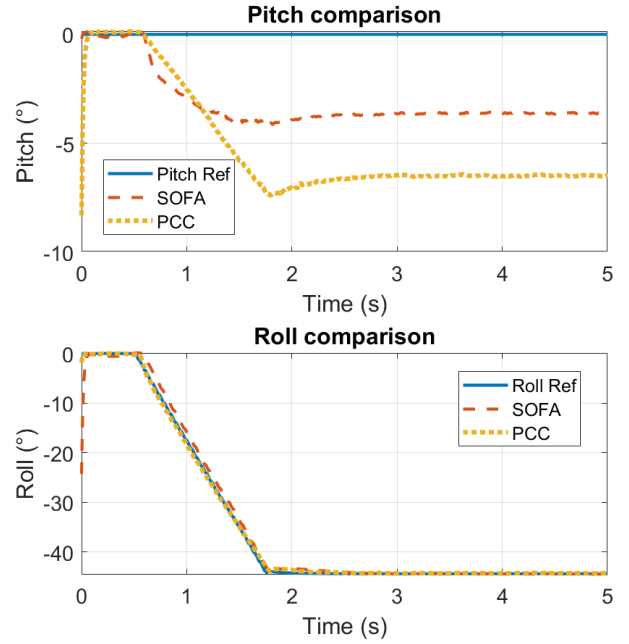 Pitch comparison
0
-5
-10
Pitch (°)
Pitch Ref
SOFA
PCC
0 1 2 3 4 5
Time (s)
Roll comparison
0
-10
-20
-30
-40
Roll (°)
Roll Ref
SOFA
PCC
0 1 2 3 4 5
Time (s)